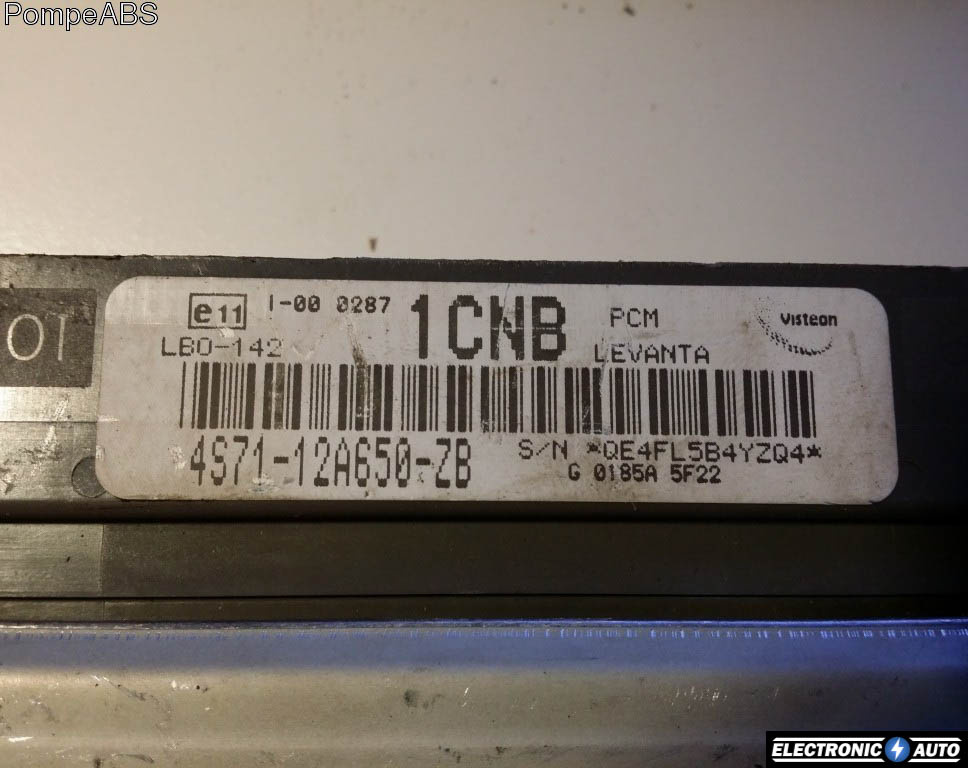 PompeABS
OI
e11 I-00 0287 1CNB PCM Visteon
LB0-142 LEVANTA
4S71-12A650-ZB S/N *QE4FL5B4YZQ4*
G 0185A 5F22
ELECTRONIC AUTO